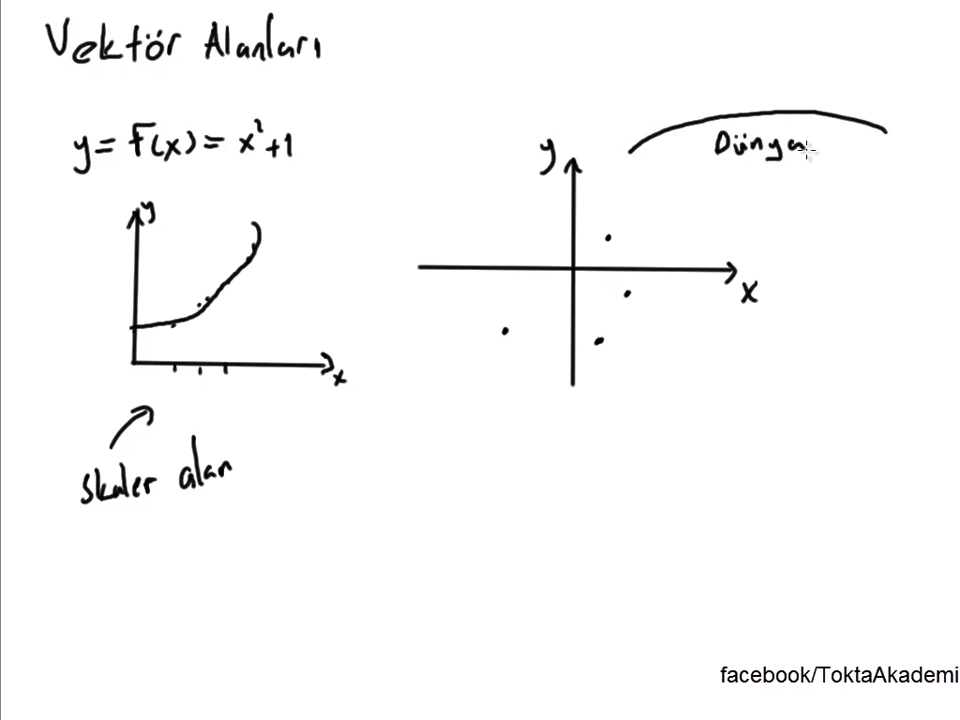 Vektör Alanları
y = f(x) = x²+1
y
x
skaler alan
y
x
Dünya
facebook/ToktaAkademi